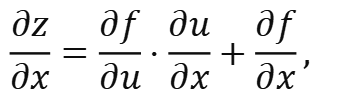 ∂z/∂x = ∂f/∂u · ∂u/∂x + ∂f/∂x,